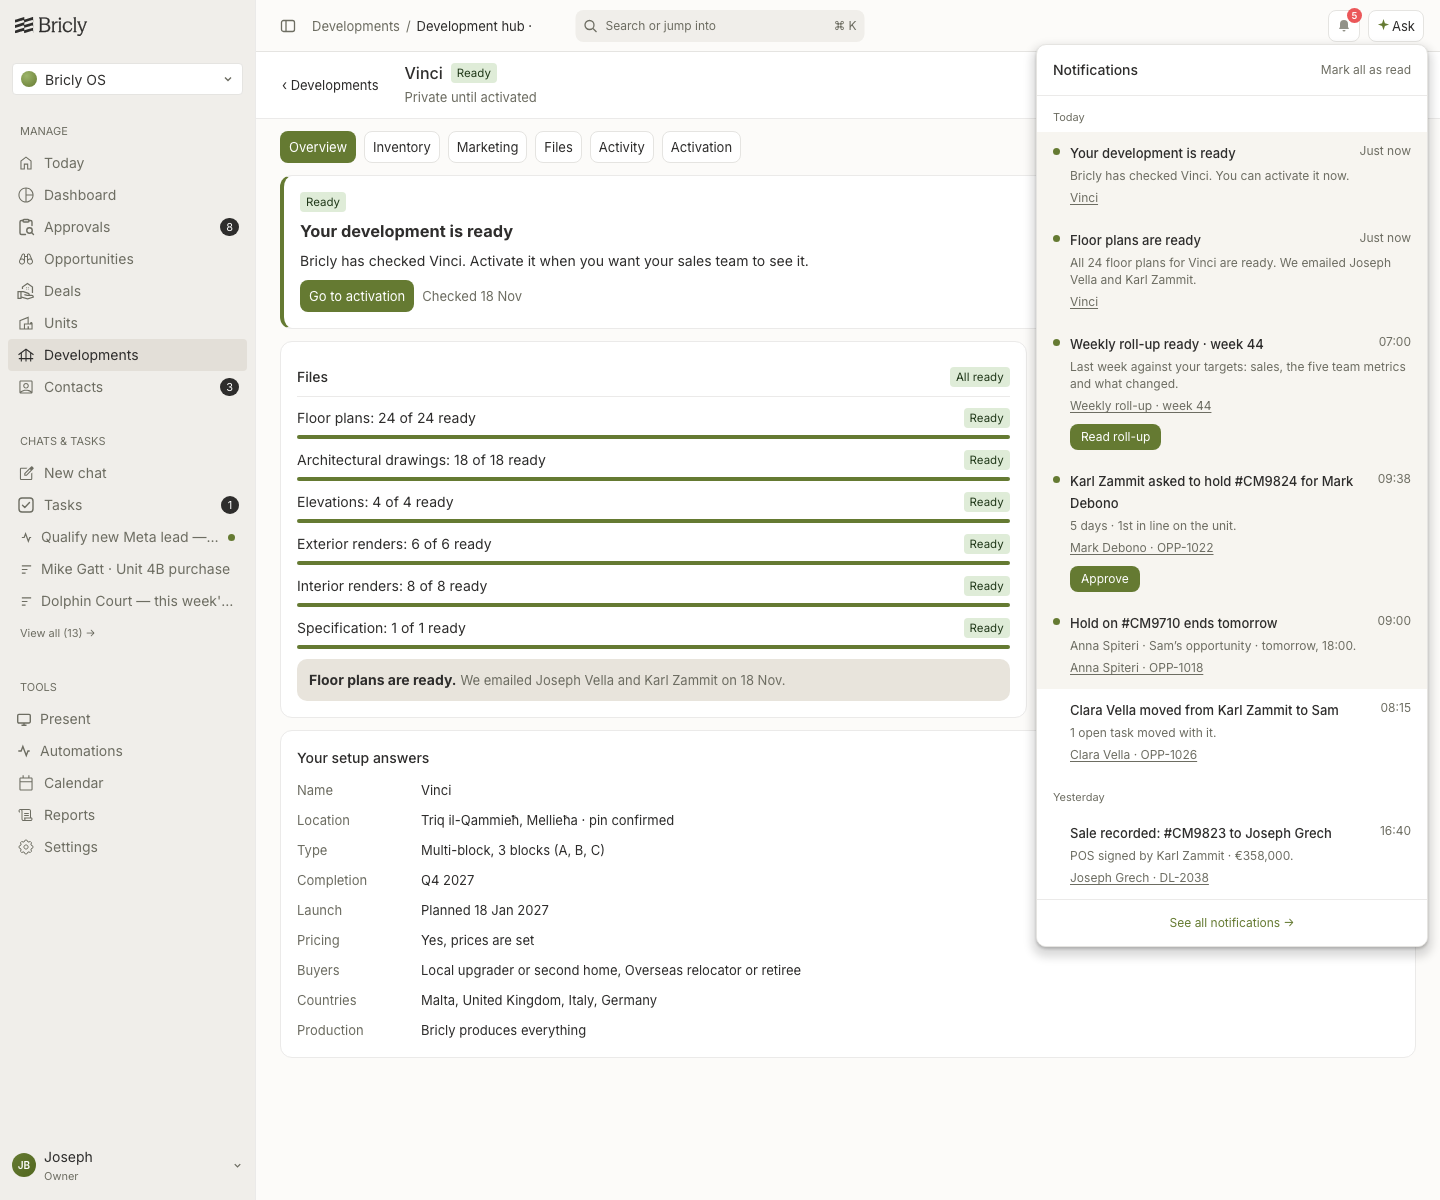 Bricly
Bricly OS
MANAGE
Today
Dashboard
Approvals 8
Opportunities
Deals
Units
Developments
Contacts 3
CHATS & TASKS
New chat
Tasks 1
Qualify new Meta lead —...
Mike Gatt · Unit 4B purchase
Dolphin Court — this week'...
View all (13) →
TOOLS
Present
Automations
Calendar
Reports
Settings
JB
Joseph
Owner
Developments / Development hub ·
Search or jump into ⌘ K
5
Ask
‹ Developments
Vinci Ready
Private until activated
Overview Inventory Marketing Files Activity Activation
Ready
Your development is ready
Bricly has checked Vinci. Activate it when you want your sales team to see it.
Go to activation Checked 18 Nov
Files All ready
Floor plans: 24 of 24 ready Ready
Architectural drawings: 18 of 18 ready Ready
Elevations: 4 of 4 ready Ready
Exterior renders: 6 of 6 ready Ready
Interior renders: 8 of 8 ready Ready
Specification: 1 of 1 ready Ready
Floor plans are ready. We emailed Joseph Vella and Karl Zammit on 18 Nov.
Your setup answers
Name Vinci
Location Triq il-Qammieħ, Mellieħa · pin confirmed
Type Multi-block, 3 blocks (A, B, C)
Completion Q4 2027
Launch Planned 18 Jan 2027
Pricing Yes, prices are set
Buyers Local upgrader or second home, Overseas relocator or retiree
Countries Malta, United Kingdom, Italy, Germany
Production Bricly produces everything
Notifications Mark all as read
Today
Your development is ready Just now
Bricly has checked Vinci. You can activate it now.
Vinci
Floor plans are ready Just now
All 24 floor plans for Vinci are ready. We emailed Joseph
Vella and Karl Zammit.
Vinci
Weekly roll-up ready · week 44 07:00
Last week against your targets: sales, the five team metrics
and what changed.
Weekly roll-up · week 44
Read roll-up
Karl Zammit asked to hold #CM9824 for Mark 09:38
Debono
5 days · 1st in line on the unit.
Mark Debono · OPP-1022
Approve
Hold on #CM9710 ends tomorrow 09:00
Anna Spiteri · Sam's opportunity · tomorrow, 18:00.
Anna Spiteri · OPP-1018
Clara Vella moved from Karl Zammit to Sam 08:15
1 open task moved with it.
Clara Vella · OPP-1026
Yesterday
Sale recorded: #CM9823 to Joseph Grech 16:40
POS signed by Karl Zammit · €358,000.
Joseph Grech · DL-2038
See all notifications →